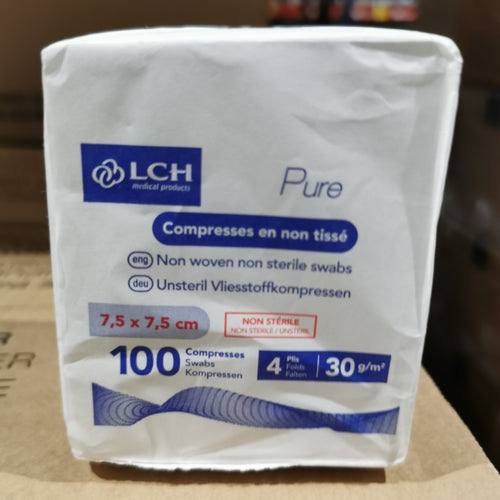 LCH
medical products
Pure
Compresses en non tissé
eng Non woven non sterile swabs
deu Unsteril Vliesstoffkompressen
7,5 x 7,5 cm
NON STÉRILE
NON STERILE / UNSTERIL
100 Compresses
Swabs
Kompressen
4 Plis
Folds
Falten
30 g/m²